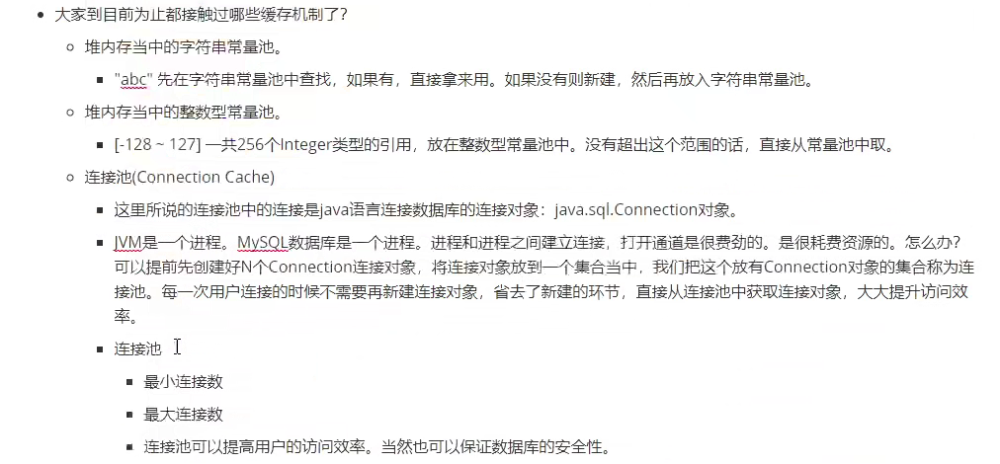 大家到目前为止都接触过哪些缓存机制了?
堆内存当中的字符串常量池。
"abc" 先在字符串常量池中查找，如果有，直接拿来用。如果没有则新建，然后再放入字符串常量池。
堆内存当中的整数型常量池。
[-128 ~ 127] 一共256个Integer类型的引用，放在整数型常量池中。没有超出这个范围的话，直接从常量池中取。
连接池(Connection Cache)
这里所说的连接池中的连接是java语言连接数据库的连接对象：java.sql.Connection对象。
JVM是一个进程。MySQL数据库是一个进程。进程和进程之间建立连接，打开通道是很费劲的。是很耗费资源的。怎么办?
可以提前先创建好N个Connection连接对象，将连接对象放到一个集合当中，我们把这个放有Connection对象的集合称为连
接池。每一次用户连接的时候不需要再新建连接对象，省去了新建的环节，直接从连接池中获取连接对象，大大提升访问效
率。
连接池
最小连接数
最大连接数
连接池可以提高用户的访问效率。当然也可以保证数据库的安全性。